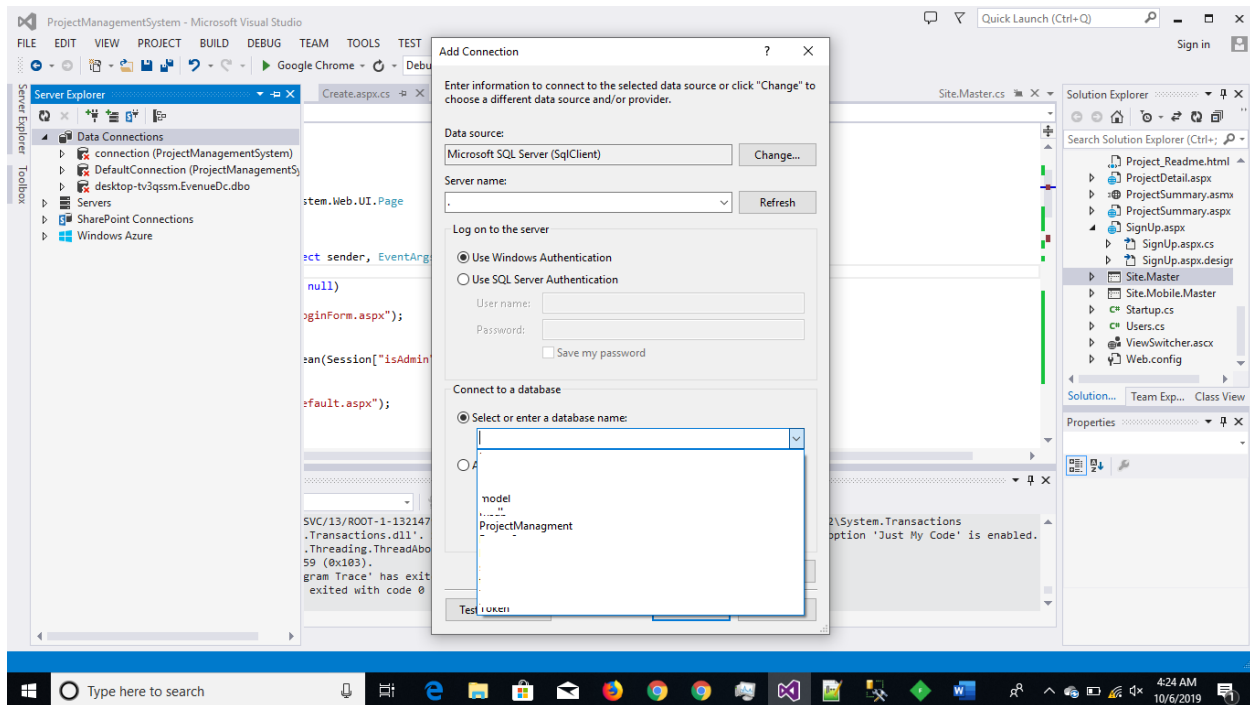 ProjectManagementSystem - Microsoft Visual Studio
Quick Launch (Ctrl+Q)
FILE EDIT VIEW PROJECT BUILD DEBUG TEAM TOOLS TEST
Sign in
Google Chrome
Debu
Server Explorer
Toolbox
Server Explorer
Data Connections
connection (ProjectManagementSystem)
DefaultConnection (ProjectManagementSy
desktop-tv3qssm.EvenueDc.dbo
Servers
SharePoint Connections
Windows Azure
Create.aspx.cs
Site.Master.cs
stem.Web.UI.Page
ect sender, EventArg
null)
oginForm.aspx");
ean(Session["isAdmin"
efault.aspx");
SVC/13/ROOT-1-132147
.Transactions.dll'.
.Threading.ThreadAbo
59 (0x103).
gram Trace' has exit
exited with code 0
2\System.Transactions
option 'Just My Code' is enabled.
Add Connection
?
Enter information to connect to the selected data source or click "Change" to
choose a different data source and/or provider.
Data source:
Microsoft SQL Server (SqlClient)
Change...
Server name:
.
Refresh
Log on to the server
Use Windows Authentication
Use SQL Server Authentication
User name:
Password:
Save my password
Connect to a database
Select or enter a database name:
A
model
ProjectManagment
Token
Test
Solution Explorer
Search Solution Explorer (Ctrl+;
Project_Readme.html
ProjectDetail.aspx
ProjectSummary.asmx
ProjectSummary.aspx
SignUp.aspx
SignUp.aspx.cs
SignUp.aspx.designr
Site.Master
Site.Mobile.Master
Startup.cs
Users.cs
ViewSwitcher.ascx
Web.config
Solution... Team Exp... Class View
Properties
Type here to search
4:24 AM
10/6/2019